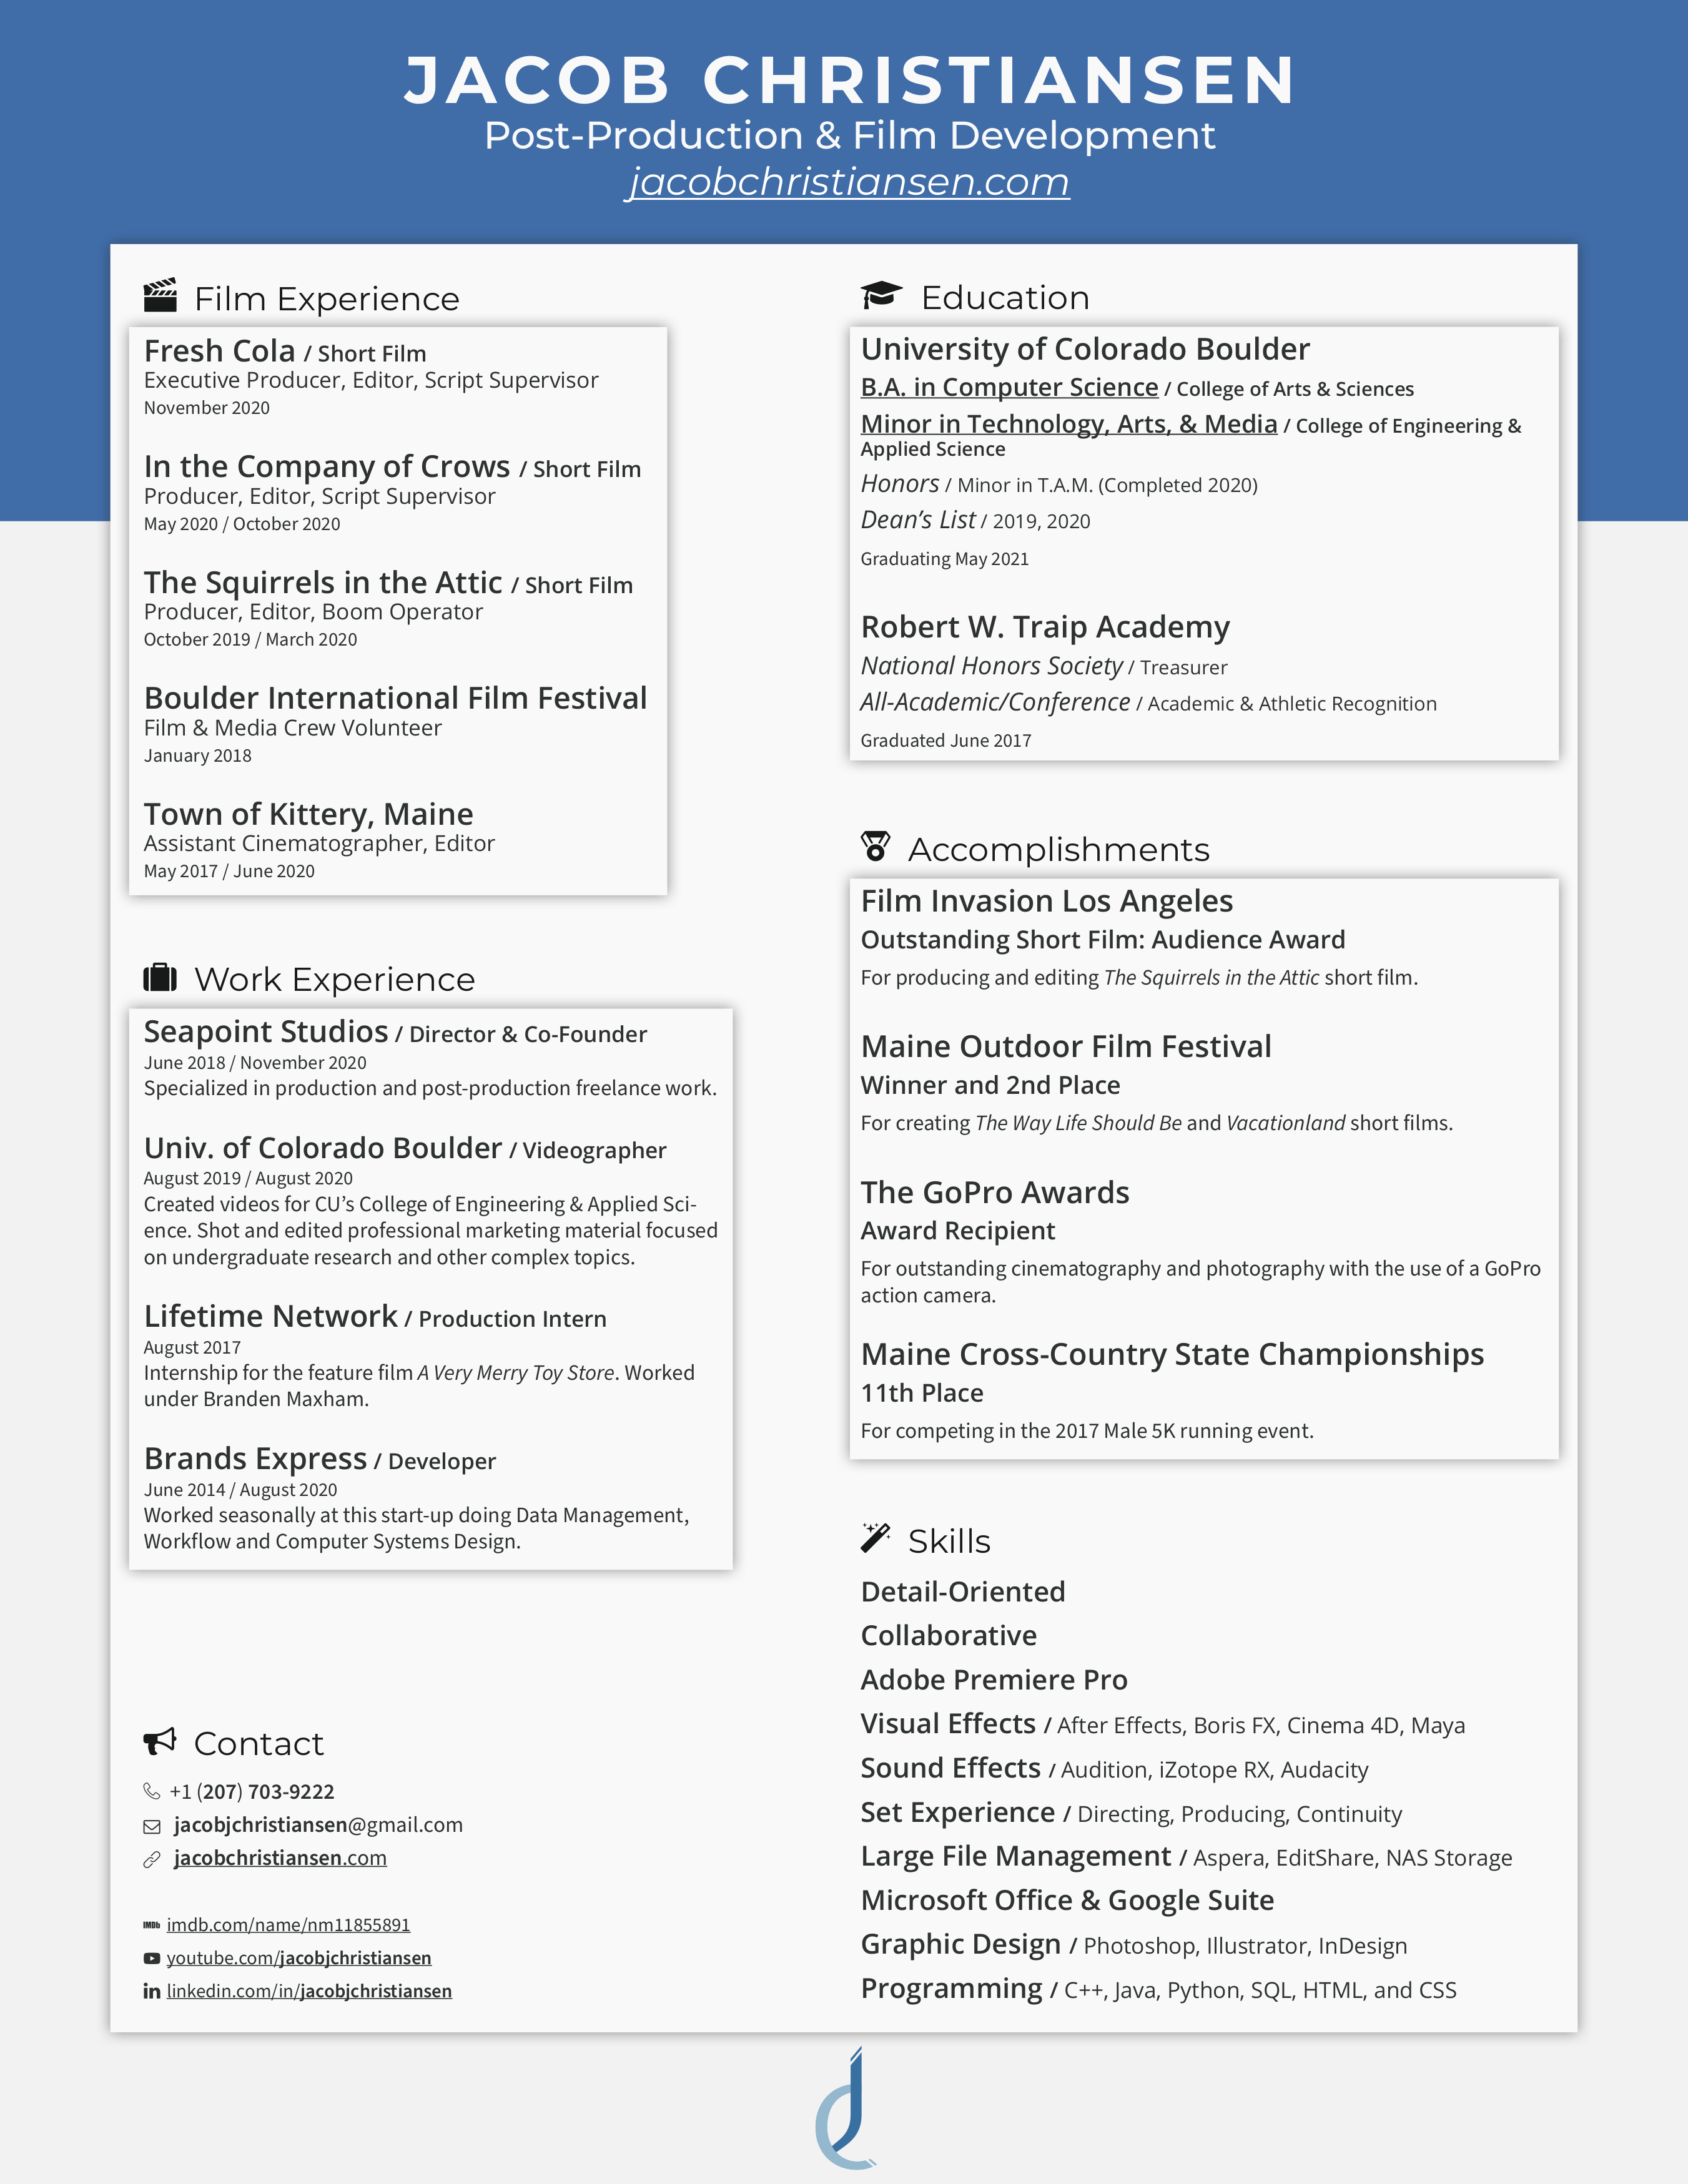 JACOB CHRISTIANSEN
Post-Production & Film Development
jacobchristiansen.com
Film Experience
Fresh Cola / Short Film
Executive Producer, Editor, Script Supervisor
November 2020
In the Company of Crows / Short Film
Producer, Editor, Script Supervisor
May 2020 / October 2020
The Squirrels in the Attic / Short Film
Producer, Editor, Boom Operator
October 2019 / March 2020
Boulder International Film Festival
Film & Media Crew Volunteer
January 2018
Town of Kittery, Maine
Assistant Cinematographer, Editor
May 2017 / June 2020
Work Experience
Seapoint Studios / Director & Co-Founder
June 2018 / November 2020
Specialized in production and post-production freelance work.
Univ. of Colorado Boulder / Videographer
August 2019 / August 2020
Created videos for CU’s College of Engineering & Applied Sci-
ence. Shot and edited professional marketing material focused
on undergraduate research and other complex topics.
Lifetime Network / Production Intern
August 2017
Internship for the feature film A Very Merry Toy Store. Worked
under Branden Maxham.
Brands Express / Developer
June 2014 / August 2020
Worked seasonally at this start-up doing Data Management,
Workflow and Computer Systems Design.
Contact
+1 (207) 703-9222
jacobjchristiansen@gmail.com
jacobchristiansen.com
IMDb imdb.com/name/nm11855891
youtube.com/jacobjchristiansen
in linkedin.com/in/jacobjchristiansen
Education
University of Colorado Boulder
B.A. in Computer Science / College of Arts & Sciences
Minor in Technology, Arts, & Media / College of Engineering &
Applied Science
Honors / Minor in T.A.M. (Completed 2020)
Dean’s List / 2019, 2020
Graduating May 2021
Robert W. Traip Academy
National Honors Society / Treasurer
All-Academic/Conference / Academic & Athletic Recognition
Graduated June 2017
Accomplishments
Film Invasion Los Angeles
Outstanding Short Film: Audience Award
For producing and editing The Squirrels in the Attic short film.
Maine Outdoor Film Festival
Winner and 2nd Place
For creating The Way Life Should Be and Vacationland short films.
The GoPro Awards
Award Recipient
For outstanding cinematography and photography with the use of a GoPro
action camera.
Maine Cross-Country State Championships
11th Place
For competing in the 2017 Male 5K running event.
Skills
Detail-Oriented
Collaborative
Adobe Premiere Pro
Visual Effects / After Effects, Boris FX, Cinema 4D, Maya
Sound Effects / Audition, iZotope RX, Audacity
Set Experience / Directing, Producing, Continuity
Large File Management / Aspera, EditShare, NAS Storage
Microsoft Office & Google Suite
Graphic Design / Photoshop, Illustrator, InDesign
Programming / C++, Java, Python, SQL, HTML, and CSS